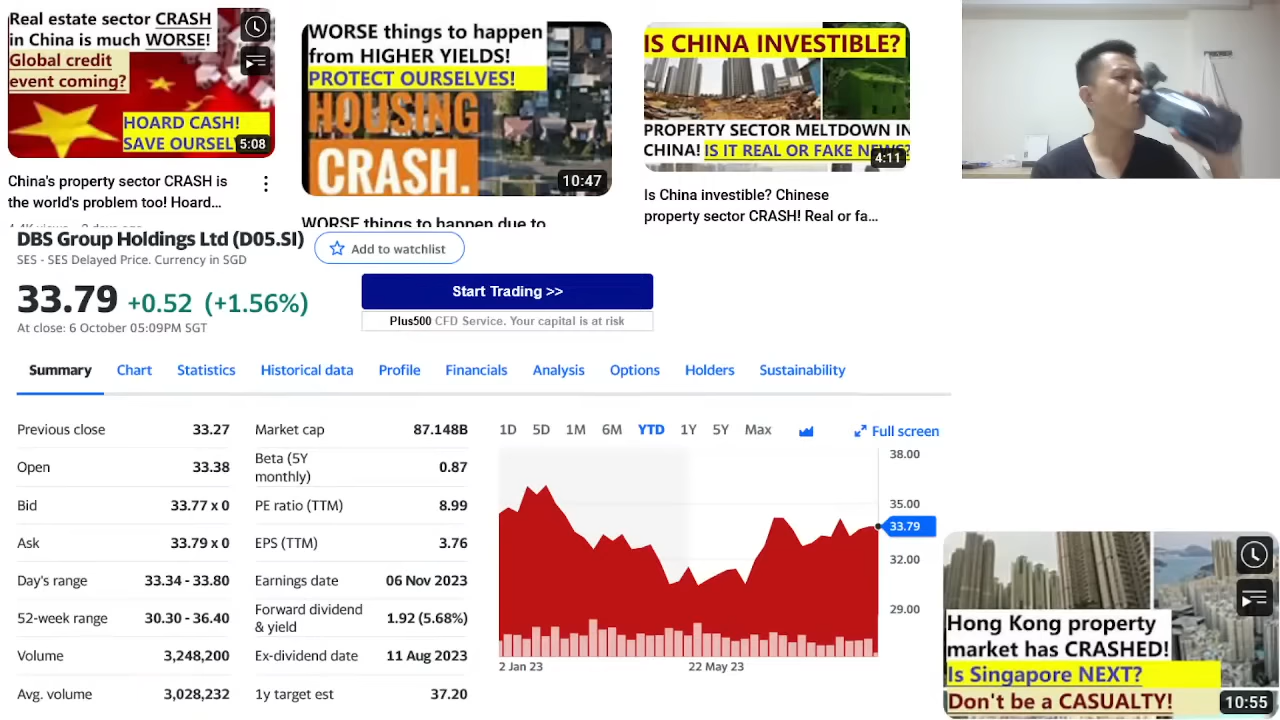 Real estate sector CRASH
in China is much WORSE!
Global credit
event coming?
HOARD CASH!
SAVE OURSEL
5:08
China's property sector CRASH is
the world's problem too! Hoard...
WORSE things to happen
from HIGHER YIELDS!
PROTECT OURSELVES!
HOUSING
CRASH.
10:47
WORSE things to happen due to
IS CHINA INVESTIBLE?
PROPERTY SECTOR MELTDOWN IN
CHINA! IS IT REAL OR FAKE NEWS?
4:11
Is China investible? Chinese
property sector CRASH! Real or fa...
DBS Group Holdings Ltd (D05.SI)
Add to watchlist
SES - SES Delayed Price. Currency in SGD
33.79 +0.52 (+1.56%)
At close: 6 October 05:09PM SGT
Start Trading >>
Plus500 CFD Service. Your capital is at risk
Summary Chart Statistics Historical data Profile Financials Analysis Options Holders Sustainability
Previous close 33.27
Open 33.38
Bid 33.77 x 0
Ask 33.79 x 0
Day's range 33.34 - 33.80
52-week range 30.30 - 36.40
Volume 3,248,200
Avg. volume 3,028,232
Market cap 87.148B
Beta (5Y
monthly) 0.87
PE ratio (TTM) 8.99
EPS (TTM) 3.76
Earnings date 06 Nov 2023
Forward dividend
& yield 1.92 (5.68%)
Ex-dividend date 11 Aug 2023
1y target est 37.20
1D 5D 1M 6M YTD 1Y 5Y Max Full screen
38.00
35.00
33.79
32.00
29.00
2 Jan 23 22 May 23
Hong Kong property
market has CRASHED!
Is Singapore NEXT?
Don't be a CASUALTY!
10:55